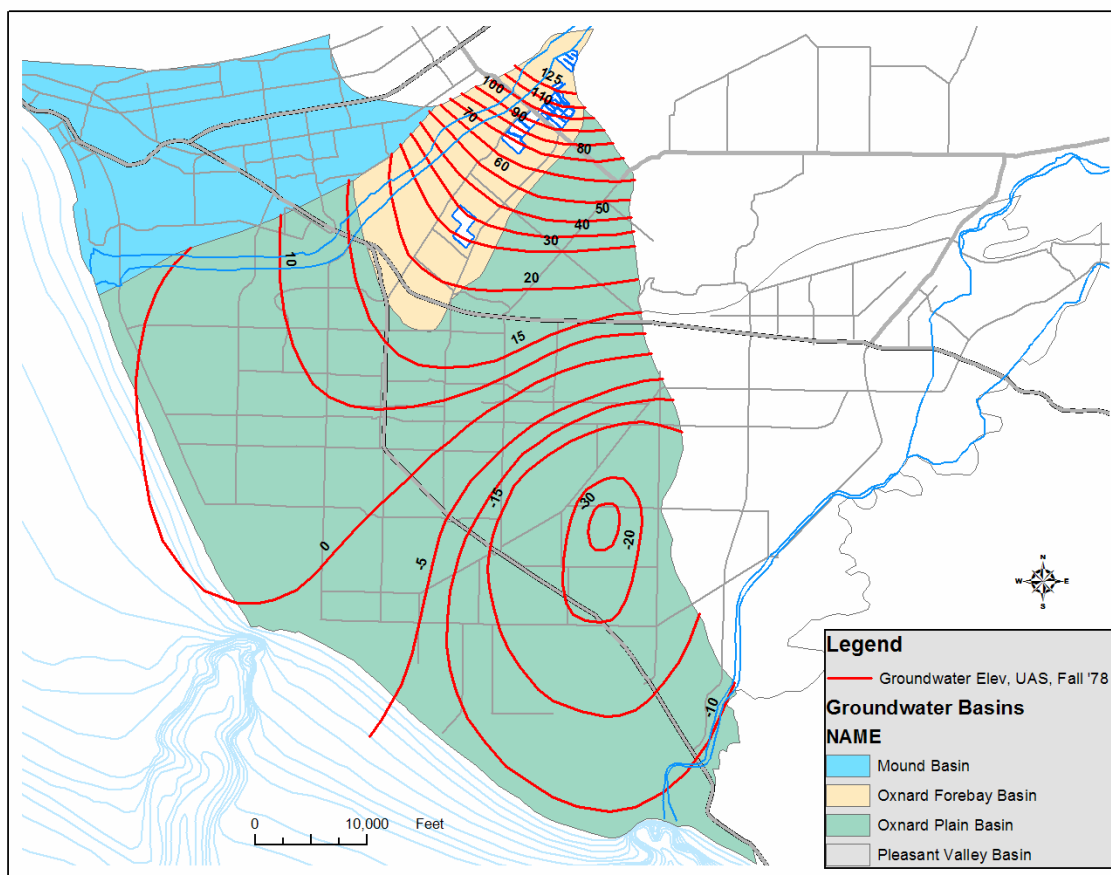 125
100
110
70
90
80
60
50
40
30
20
10
15
-15
-30
-20
0
-5
-10
N
W E
S
Legend
Groundwater Elev, UAS, Fall '78
Groundwater Basins
NAME
Mound Basin
Oxnard Forebay Basin
Oxnard Plain Basin
Pleasant Valley Basin
0 10,000 Feet